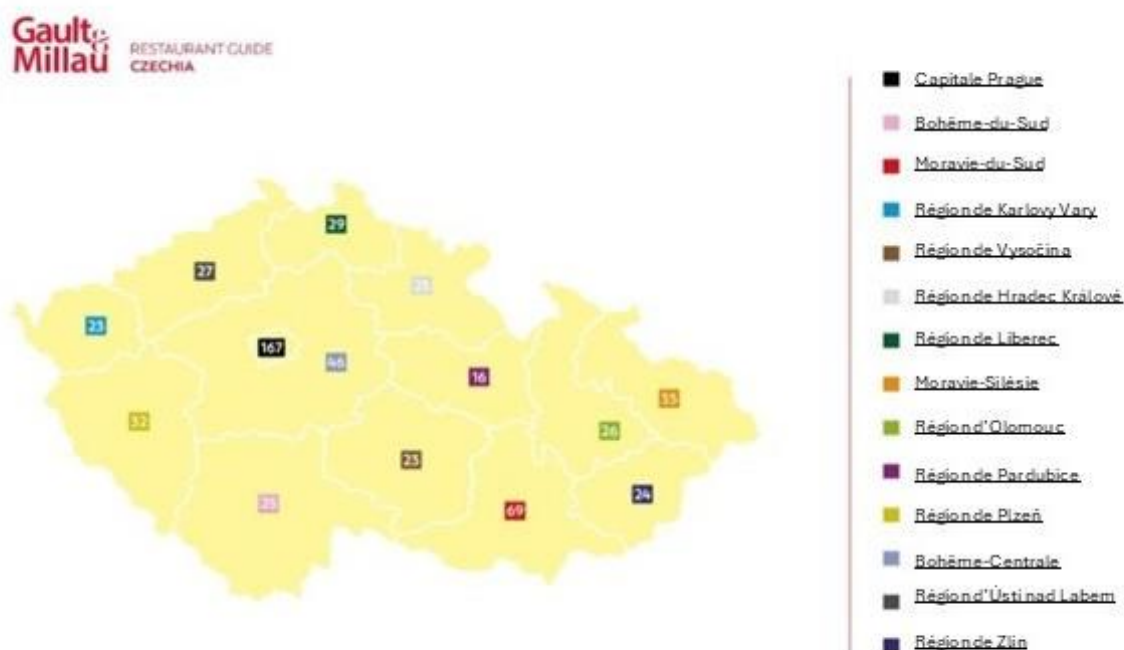 Gault&
Millau
RESTAURANT GUIDE
CZECHIA
Capitale Prague
Bohême-du-Sud
Moravie-du-Sud
Région de Karlovy Vary
Région de Vysočina
Région de Hradec Králové
Région de Liberec
Moravie-Silésie
Région d'Olomouc
Région de Pardubice
Région de Plzeň
Bohême-Centrale
Région d'Ústí nad Labem
Région de Zlín
29
27
23
167
46
16
32
26
23
24
69